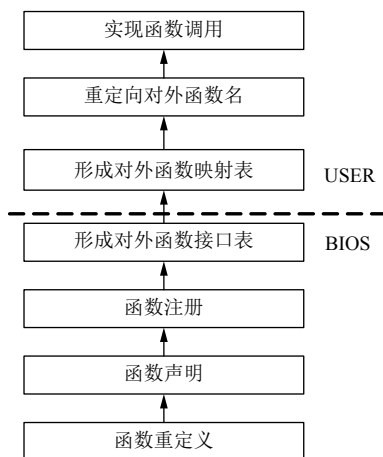 实现函数调用
重定向对外函数名
形成对外函数映射表
USER
形成对外函数接口表
BIOS
函数注册
函数声明
函数重定义